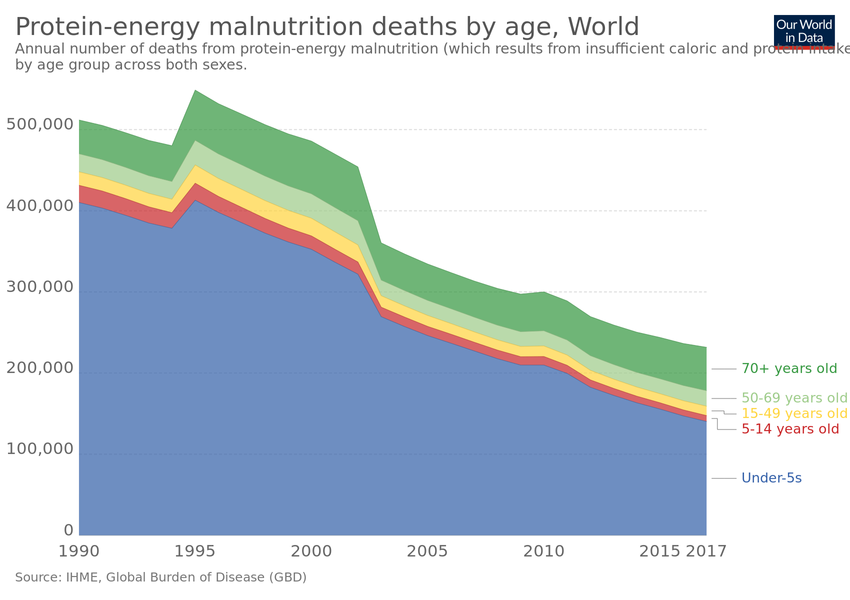 Protein-energy malnutrition deaths by age, World
Our World
in Data
Annual number of deaths from protein-energy malnutrition (which results from insufficient caloric and protein intake
by age group across both sexes.
500,000
400,000
300,000
200,000
100,000
0
70+ years old
50-69 years old
15-49 years old
5-14 years old
Under-5s
1990
1995
2000
2005
2010
2015
2017
Source: IHME, Global Burden of Disease (GBD)